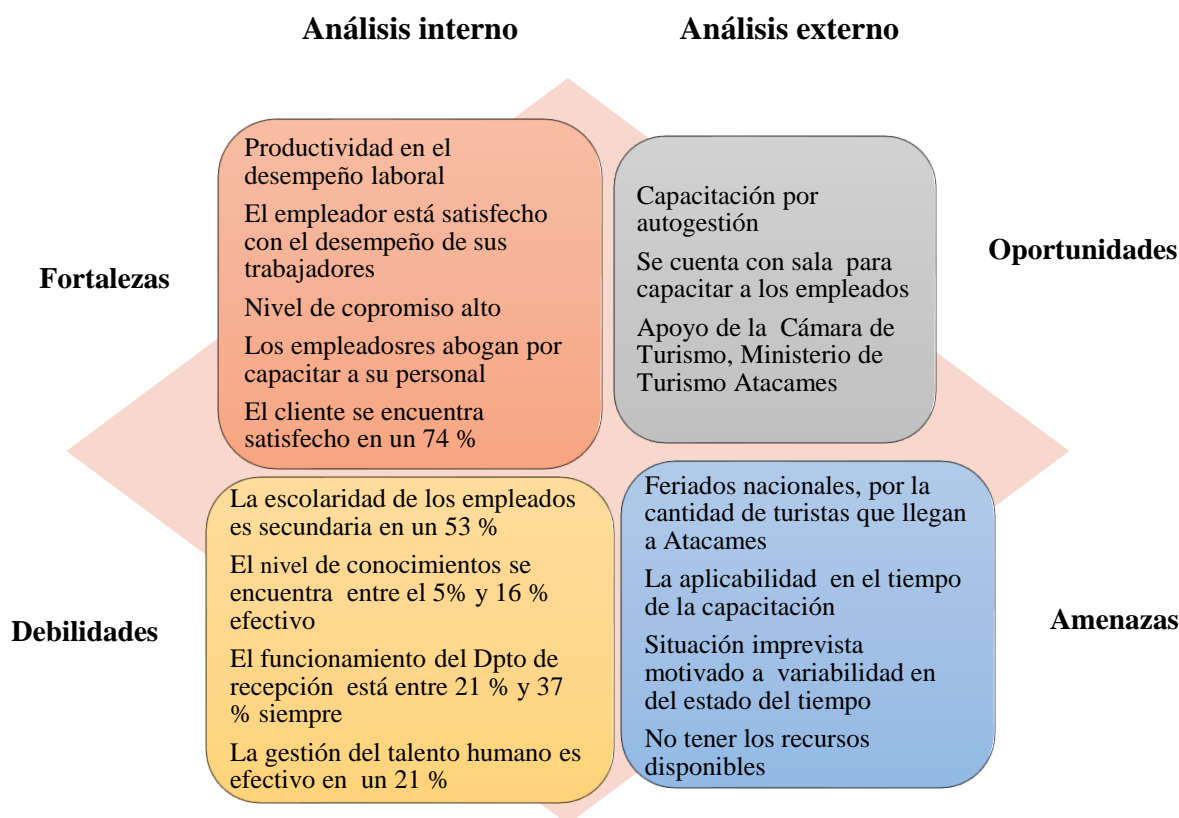 Análisis interno
Análisis externo
Fortalezas
Productividad en el
desempeño laboral
El empleador está satisfecho
con el desempeño de sus
trabajadores
Nivel de copromiso alto
Los empleadosres abogan por
capacitar a su personal
El cliente se encuentra
satisfecho en un 74 %
Capacitación por
autogestión
Se cuenta con sala para
capacitar a los empleados
Apoyo de la Cámara de
Turismo, Ministerio de
Turismo Atacames
Oportunidades
Debilidades
La escolaridad de los empleados
es secundaria en un 53 %
El nivel de conocimientos se
encuentra entre el 5% y 16 %
efectivo
El funcionamiento del Dpto de
recepción está entre 21 % y 37
% siempre
La gestión del talento humano es
efectivo en un 21 %
Feriados nacionales, por la
cantidad de turistas que llegan
a Atacames
La aplicabilidad en el tiempo
de la capacitación
Situación imprevista
motivado a variabilidad en
del estado del tiempo
No tener los recursos
disponibles
Amenazas